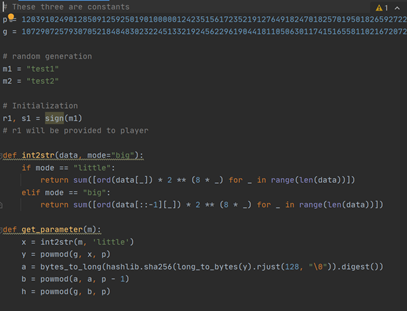 # These three are constants
1
p =
g =
# random generation
m1 = "test1"
m2 = "test2"
# Initialization
r1, s1 = sign(m1)
# r1 will be provided to player
def int2str(data, mode="big"):
if mode == "little":
return sum([ord(data[_]) * 2 ** (8 * _) for _ in range(len(data))])
elif mode == "big":
return sum([ord(data[::-1][_]) * 2 ** (8 * _) for _ in range(len(data))])
def get_parameter(m):
x = int2str(m, 'little')
y = powmod(g, x, p)
a = bytes_to_long(hashlib.sha256(long_to_bytes(y).rjust(128, "\0")).digest())
b = powmod(a, a, p - 1)
h = powmod(g, b, p)